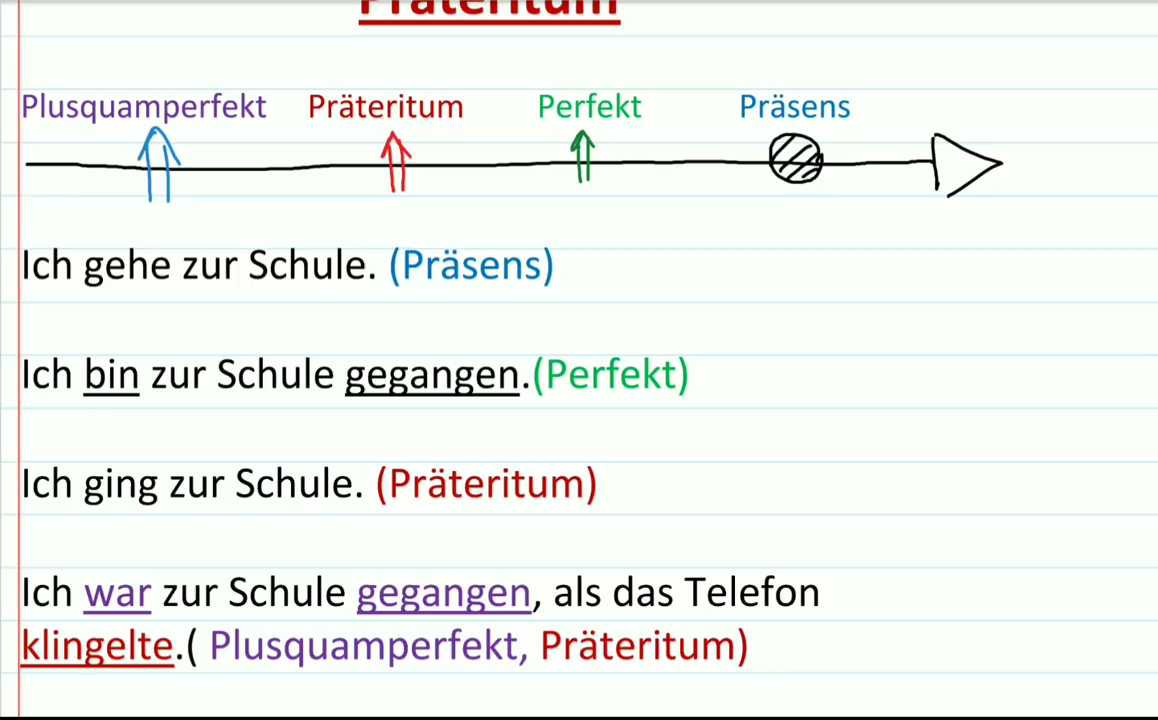 Präteritum
Plusquamperfekt Präteritum Perfekt Präsens
Ich gehe zur Schule. (Präsens)
Ich bin zur Schule gegangen.(Perfekt)
Ich ging zur Schule. (Präteritum)
Ich war zur Schule gegangen, als das Telefon
klingelte.( Plusquamperfekt, Präteritum)